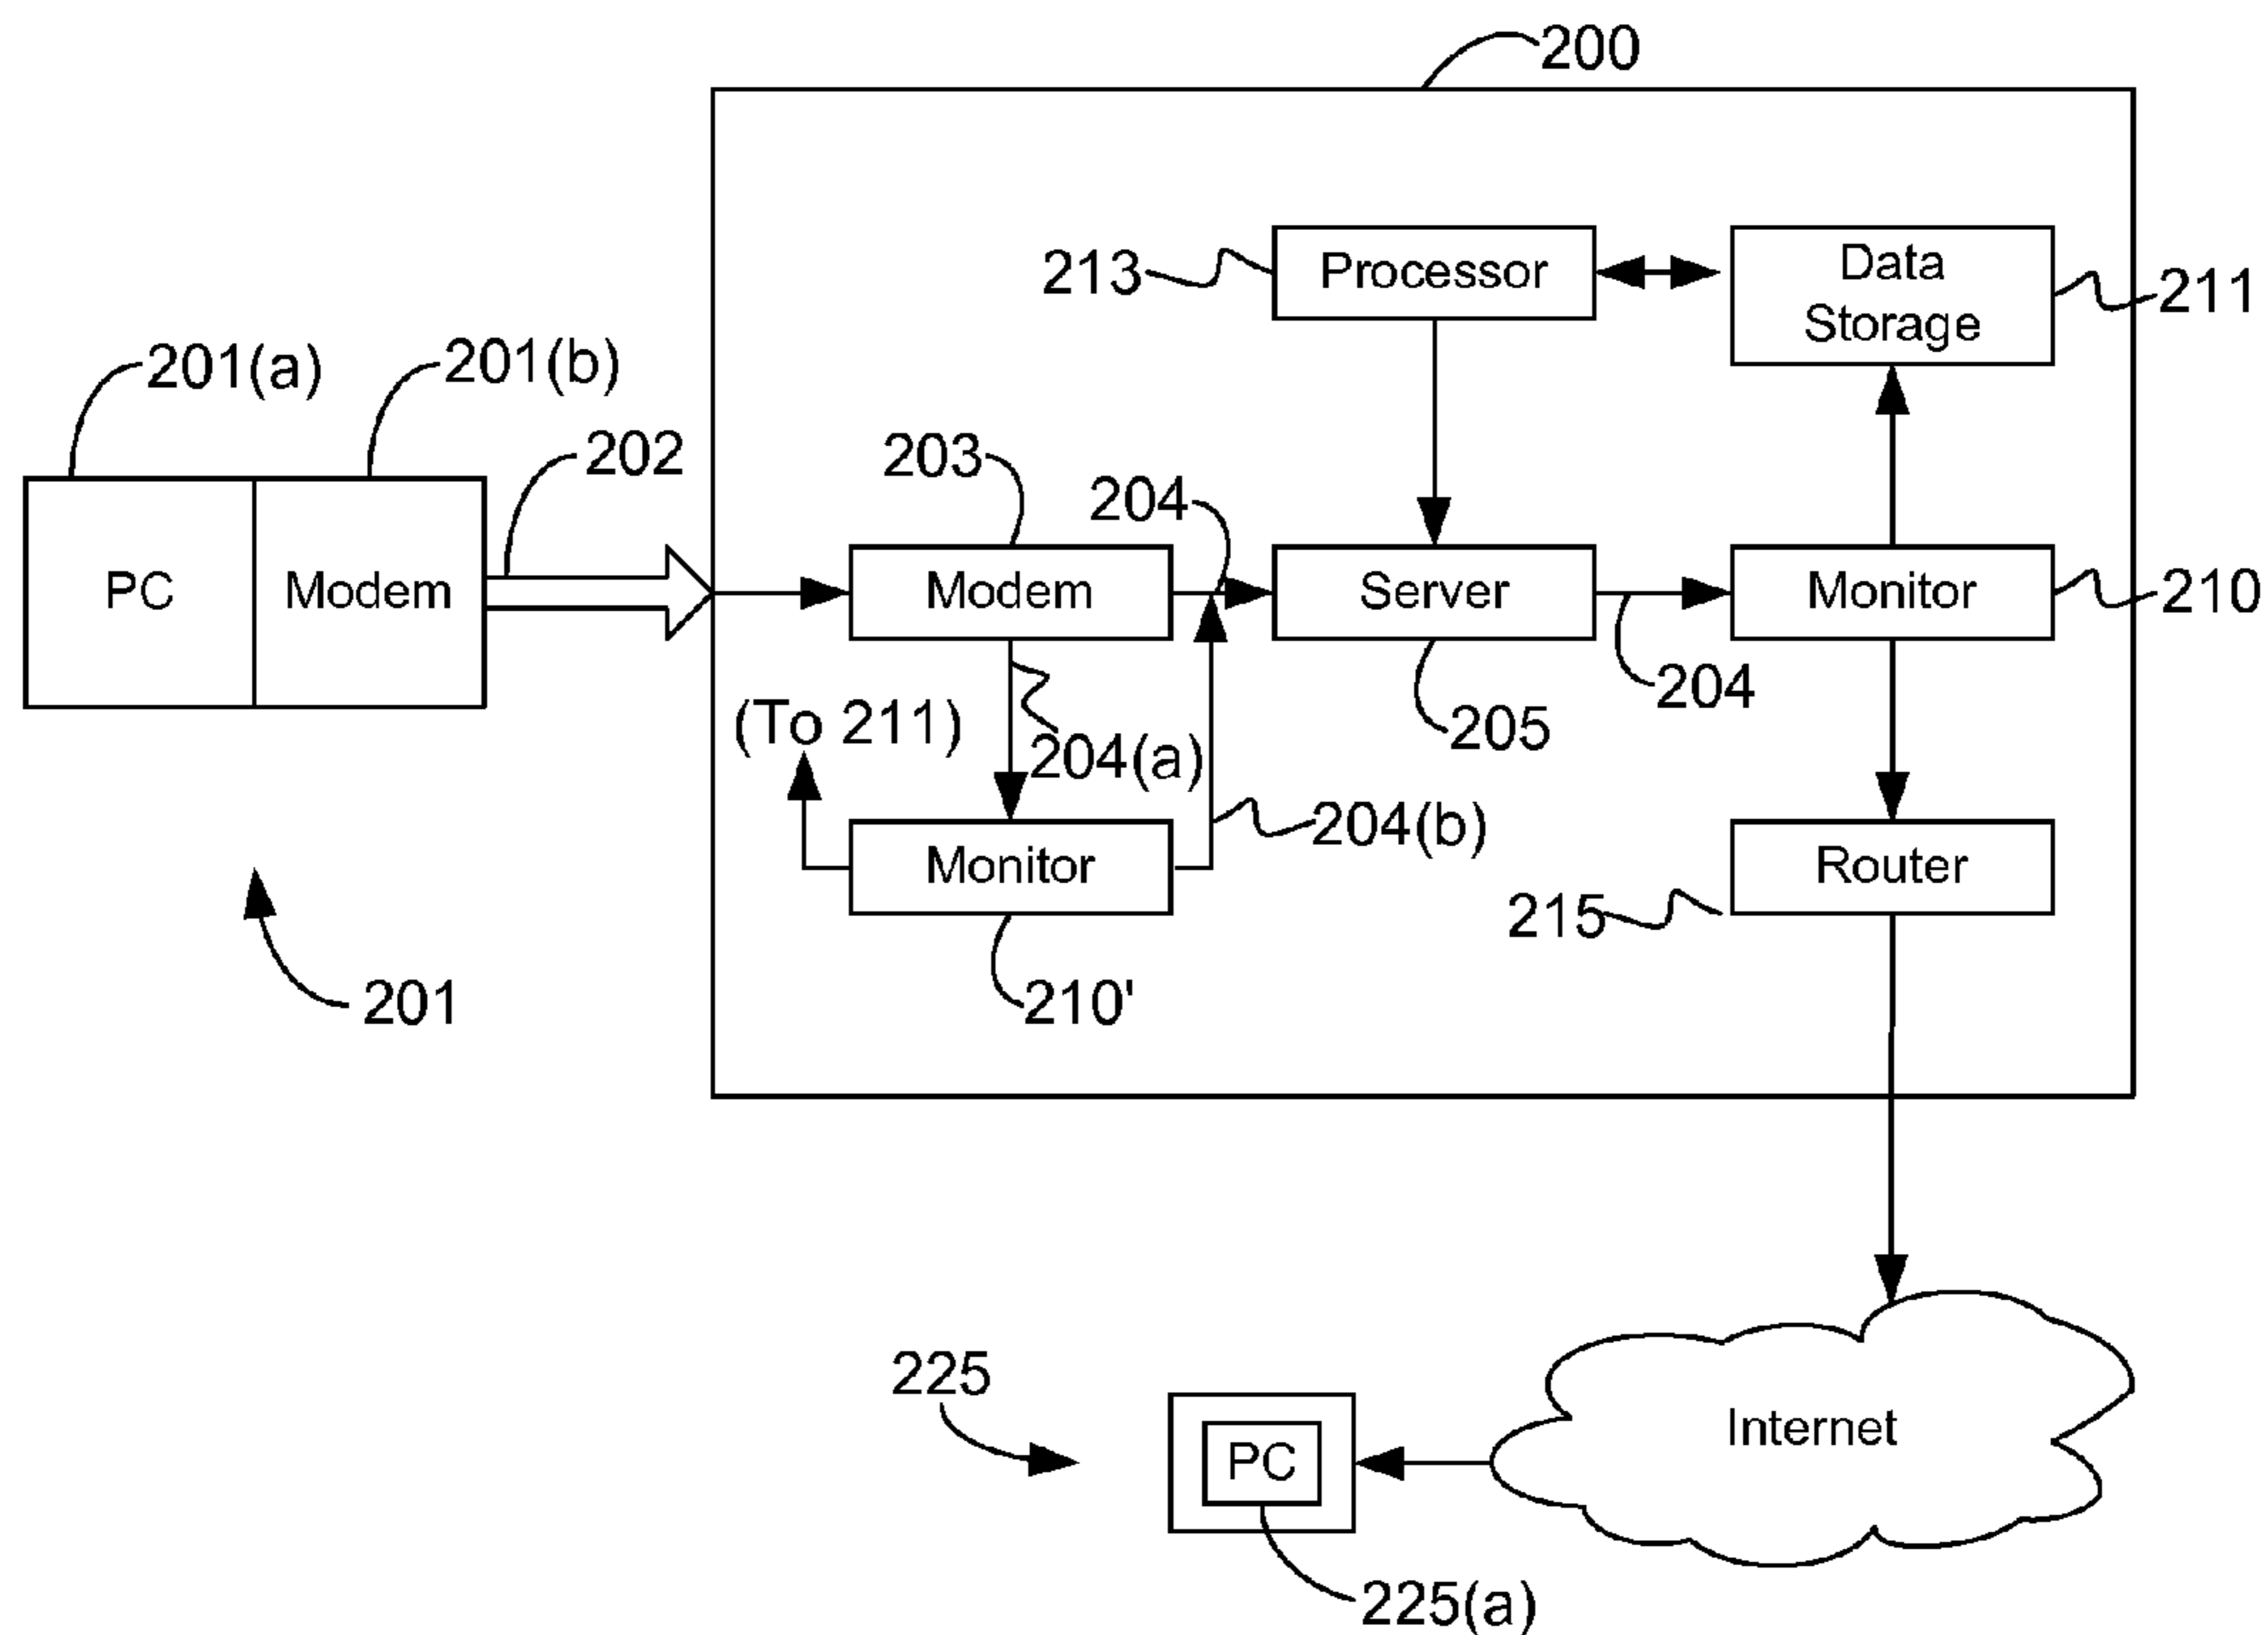 200
213
Processor
Data
Storage
211
201(a)
201(b)
202
203
204
PC
Modem
Modem
Server
Monitor
210
204
205
(To 211)
204(a)
204(b)
Monitor
Router
215
210'
201
225
PC
Internet
225(a)